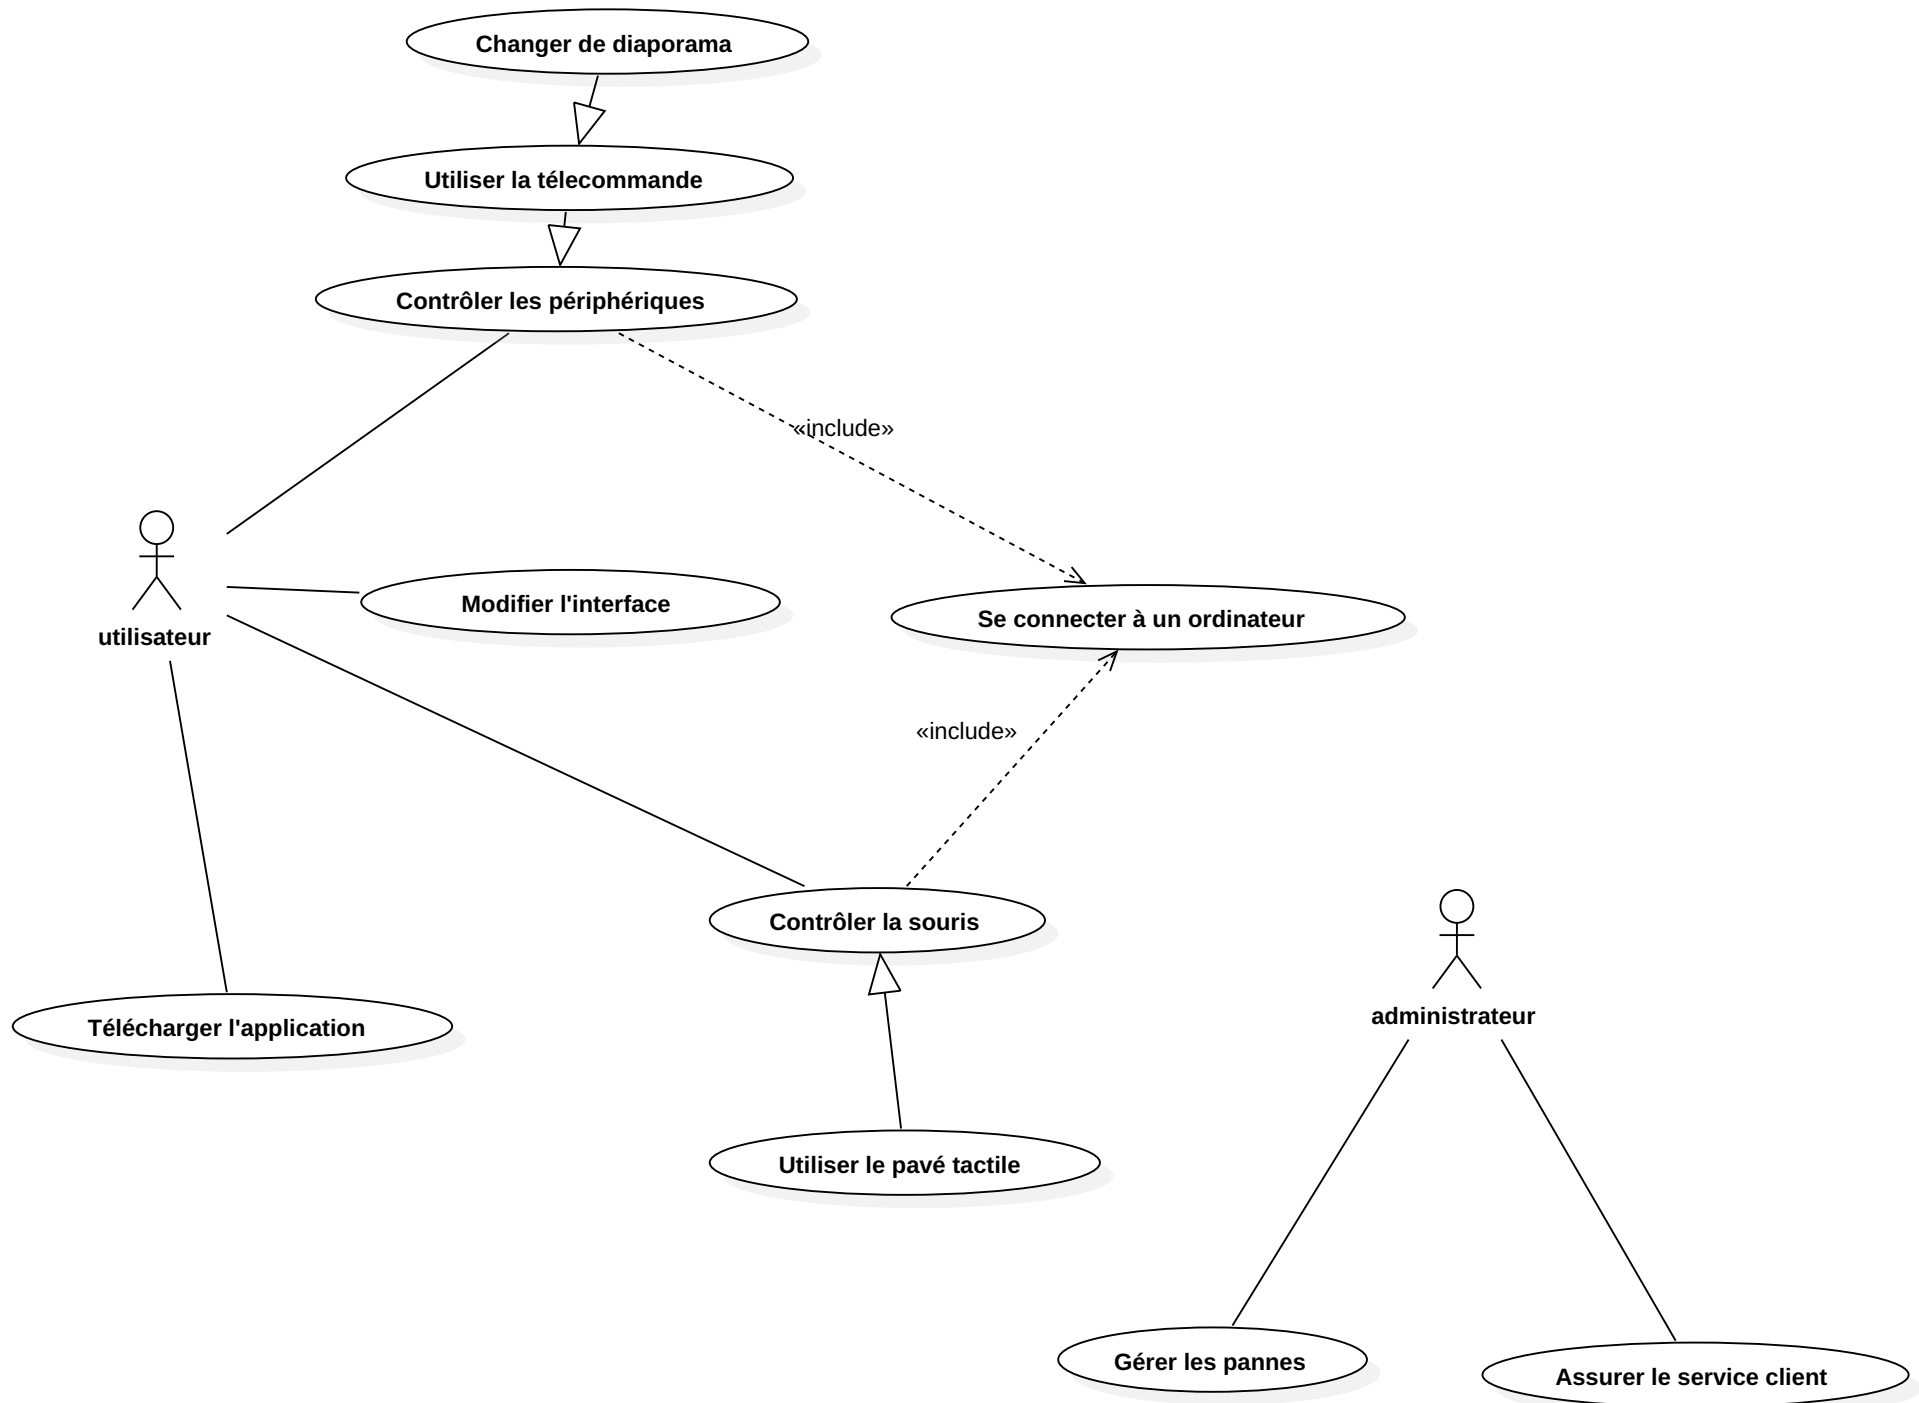 Changer de diaporama
Utiliser la télecommande
Contrôler les périphériques
«include»
Modifier l'interface
Se connecter à un ordinateur
utilisateur
«include»
Contrôler la souris
Télécharger l'application
administrateur
Utiliser le pavé tactile
Gérer les pannes
Assurer le service client